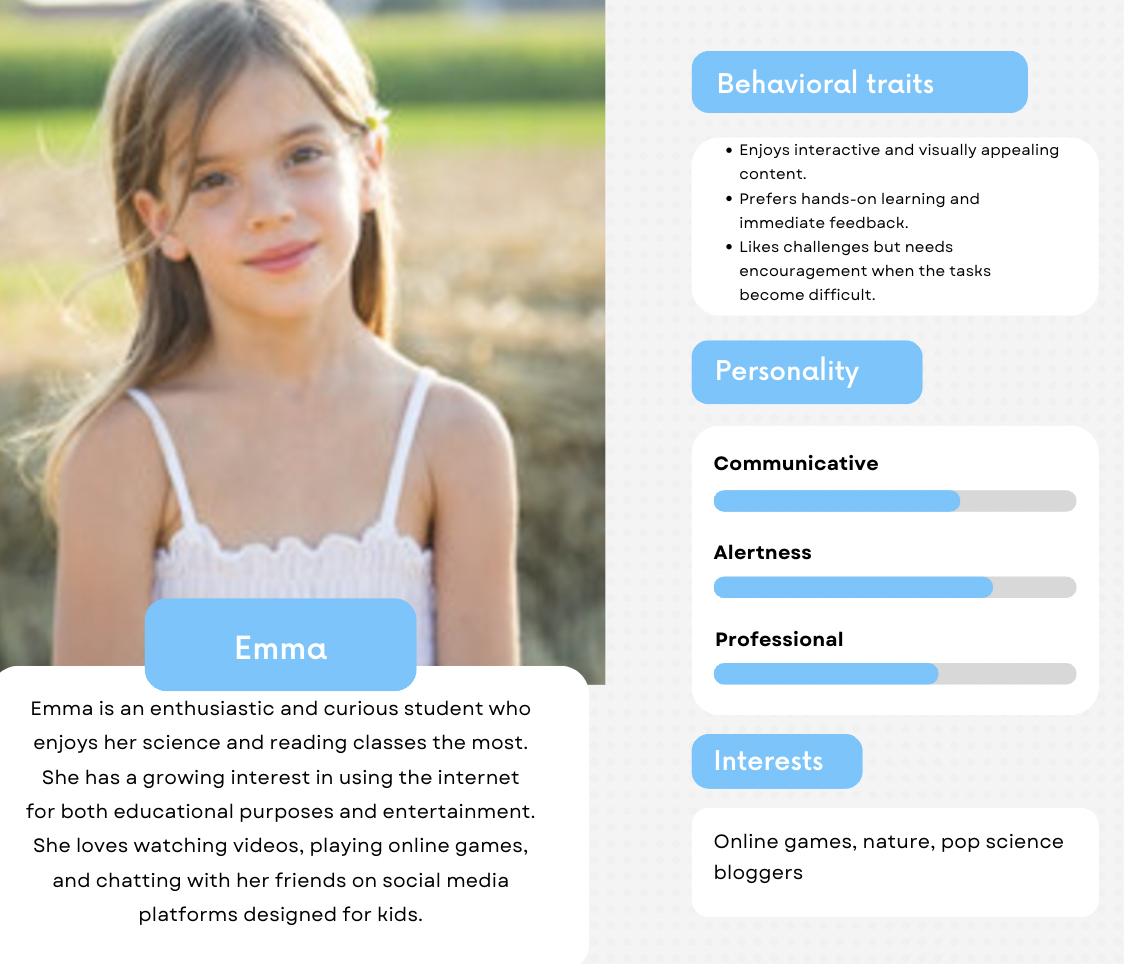 Emma
Emma is an enthusiastic and curious student who
enjoys her science and reading classes the most.
She has a growing interest in using the internet
for both educational purposes and entertainment.
She loves watching videos, playing online games,
and chatting with her friends on social media
platforms designed for kids.
Behavioral traits
• Enjoys interactive and visually appealing
content.
• Prefers hands-on learning and
immediate feedback.
• Likes challenges but needs
encouragement when the tasks
become difficult.
Personality
Communicative
Alertness
Professional
Interests
Online games, nature, pop science
bloggers